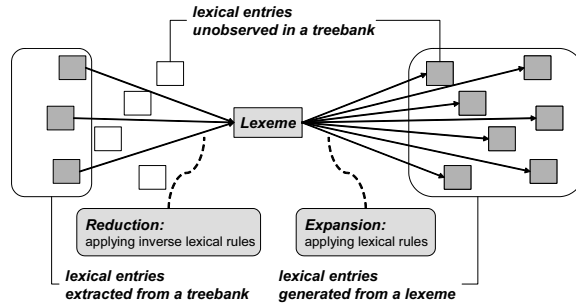 lexical entries
unobserved in a treebank
Lexeme
Reduction:
applying inverse lexical rules
Expansion:
applying lexical rules
lexical entries
extracted from a treebank
lexical entries
generated from a lexeme